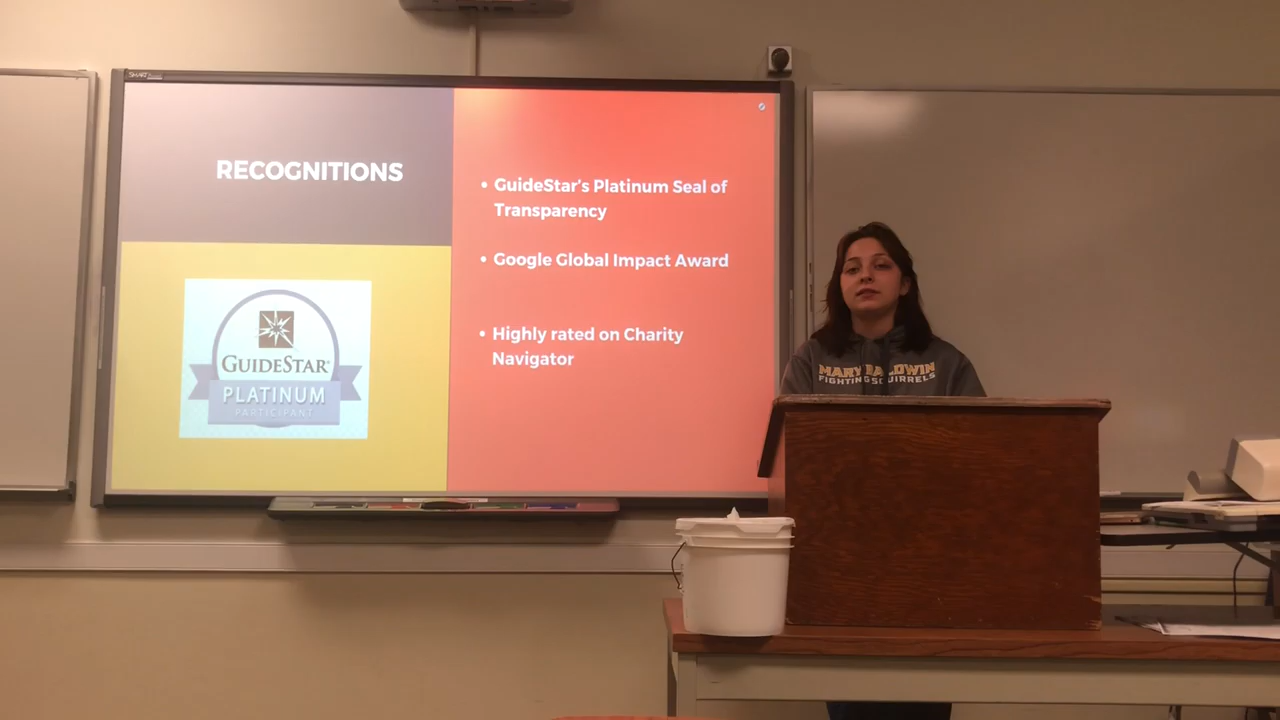 SMART
RECOGNITIONS
• GuideStar's Platinum Seal of
Transparency
• Google Global Impact Award
• Highly rated on Charity
Navigator
GUIDESTAR®
PLATINUM
PARTICIPANT
MARY BALDWIN
FIGHTING SQUIRRELS